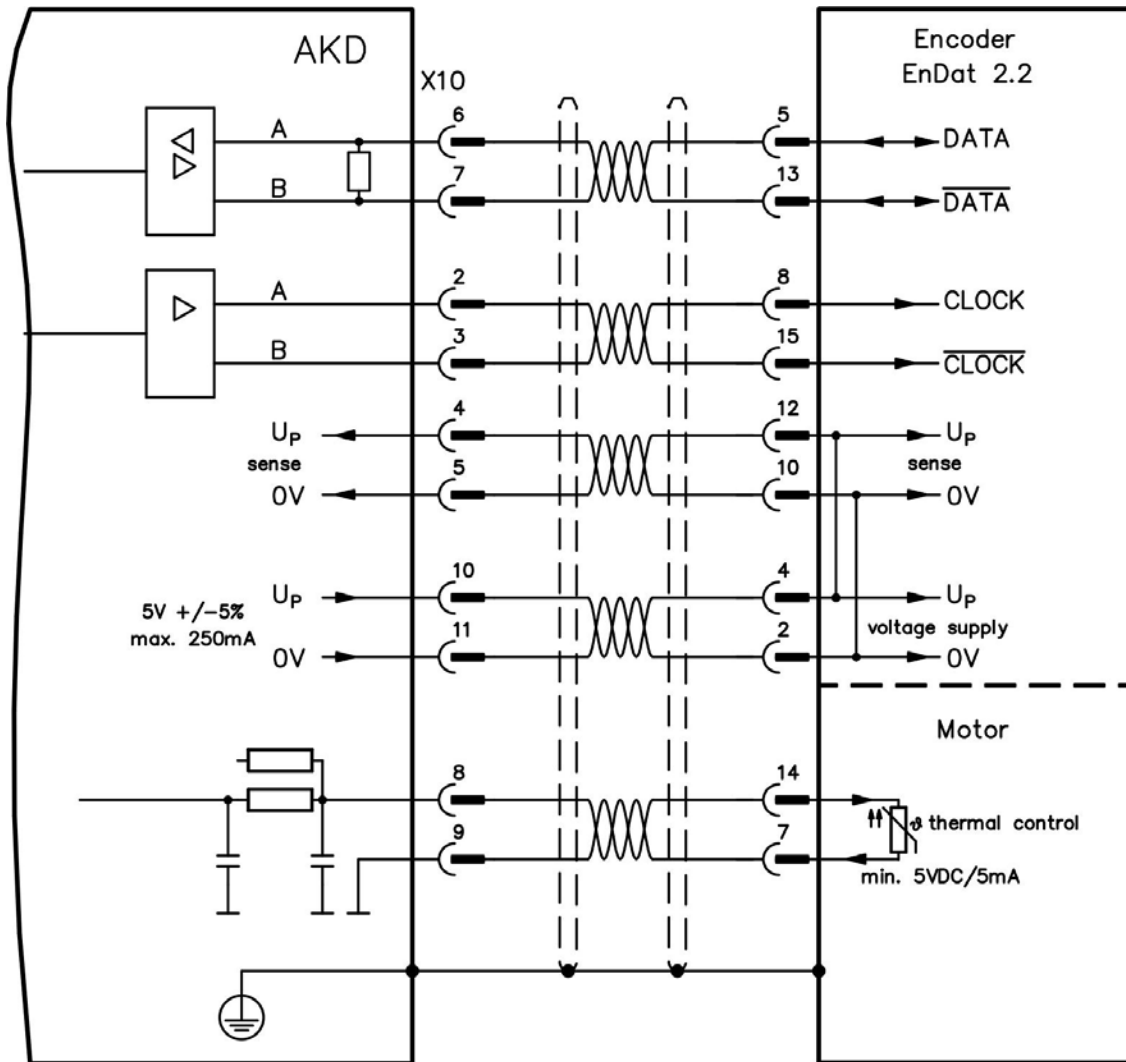 AKD
X10
Encoder
EnDat 2.2
A 6 5 DATA
B 7 13 DATA
A 2 8 CLOCK
B 3 15 CLOCK
UP 4 12 UP
sense sense
0V 5 10 0V
UP 10 4 UP
5V +/-5%
max. 250mA
voltage supply
0V 11 2 0V
Motor
8 14
ϑ thermal control
9 7
min. 5VDC/5mA